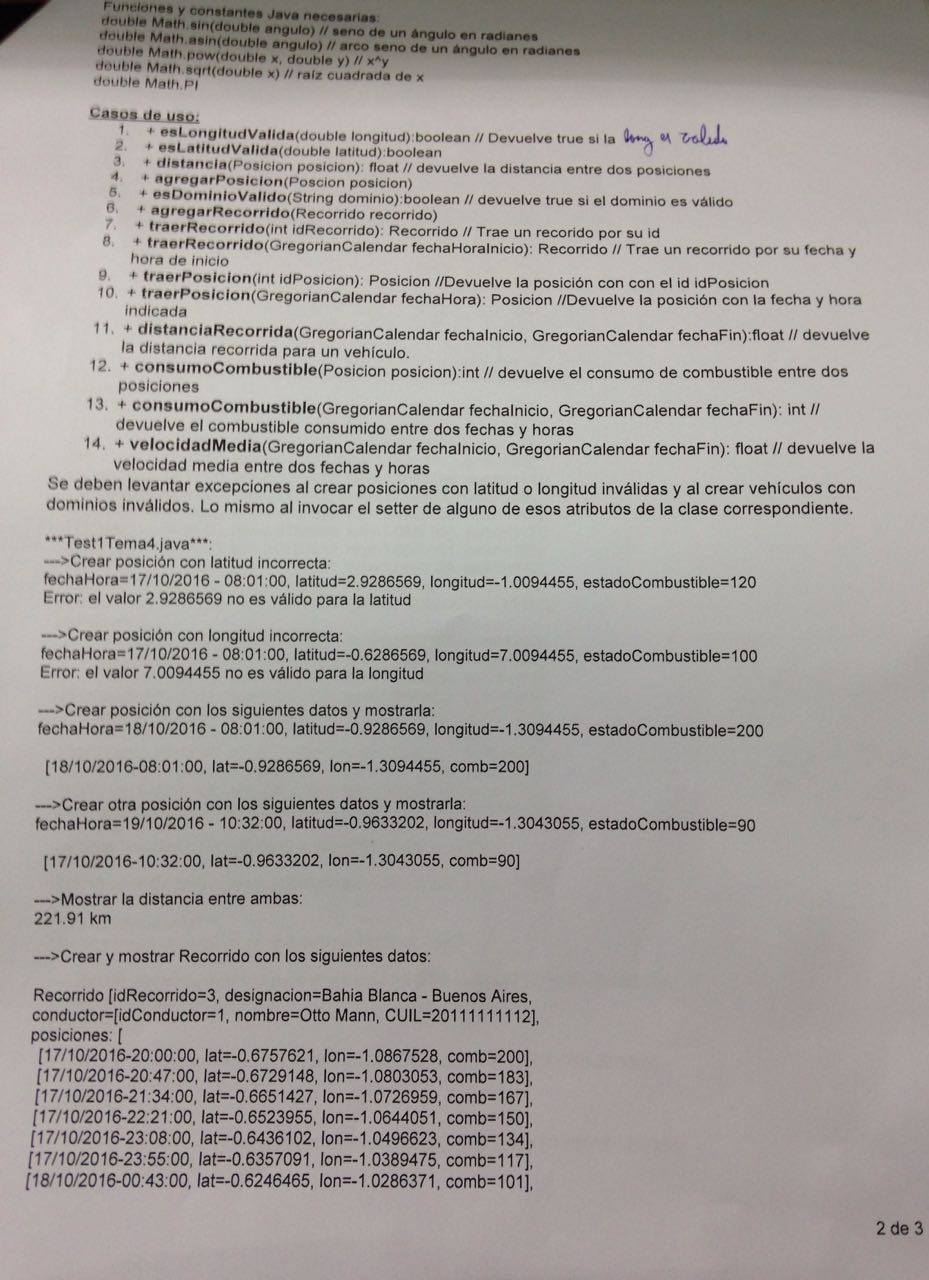 Funciones y constantes Java necesarias:
double Math.sin(double angulo) // seno de un ángulo en radianes
double Math.asin(double angulo) // arco seno de un ángulo en radianes
double Math.pow(double x, double y) // x^y
double Math.sqrt(double x) // raíz cuadrada de x
double Math.PI
Casos de uso:
1. + esLongitudValida(double longitud):boolean // Devuelve true si la long es valida
2. + esLatitudValida(double latitud):boolean
3. + distancia(Posicion posicion): float // devuelve la distancia entre dos posiciones
4. + agregarPosicion(Poscion posicion)
5. + esDominioValido(String dominio):boolean // devuelve true si el dominio es válido
6. + agregarRecorrido(Recorrido recorrido)
7. + traerRecorrido(int idRecorrido): Recorrido // Trae un recorido por su id
8. + traerRecorrido(GregorianCalendar fechaHoraInicio): Recorrido // Trae un recorrido por su fecha y
hora de inicio
9. + traerPosicion(int idPosicion): Posicion //Devuelve la posición con con el id idPosicion
10. + traerPosicion(GregorianCalendar fechaHora): Posicion //Devuelve la posición con la fecha y hora
indicada
11. + distanciaRecorrida(GregorianCalendar fechaInicio, GregorianCalendar fechaFin):float // devuelve
la distancia recorrida para un vehículo.
12. + consumoCombustible(Posicion posicion):int // devuelve el consumo de combustible entre dos
posiciones
13. + consumoCombustible(GregorianCalendar fechaInicio, GregorianCalendar fechaFin): int //
devuelve el combustible consumido entre dos fechas y horas
14. + velocidadMedia(GregorianCalendar fechaInicio, GregorianCalendar fechaFin): float // devuelve la
velocidad media entre dos fechas y horas
Se deben levantar excepciones al crear posiciones con latitud o longitud inválidas y al crear vehículos con
dominios inválidos. Lo mismo al invocar el setter de alguno de esos atributos de la clase correspondiente.
***Test1Tema4.java***:
--->Crear posición con latitud incorrecta:
fechaHora=17/10/2016 - 08:01:00, latitud=2.9286569, longitud=-1.0094455, estadoCombustible=120
Error: el valor 2.9286569 no es válido para la latitud
--->Crear posición con longitud incorrecta:
fechaHora=17/10/2016 - 08:01:00, latitud=-0.6286569, longitud=7.0094455, estadoCombustible=100
Error: el valor 7.0094455 no es válido para la longitud
--->Crear posición con los siguientes datos y mostrarla:
fechaHora=18/10/2016 - 08:01:00, latitud=-0.9286569, longitud=-1.3094455, estadoCombustible=200
[18/10/2016-08:01:00, lat=-0.9286569, lon=-1.3094455, comb=200]
--->Crear otra posición con los siguientes datos y mostrarla:
fechaHora=19/10/2016 - 10:32:00, latitud=-0.9633202, longitud=-1.3043055, estadoCombustible=90
[17/10/2016-10:32:00, lat=-0.9633202, lon=-1.3043055, comb=90]
--->Mostrar la distancia entre ambas:
221.91 km
--->Crear y mostrar Recorrido con los siguientes datos:
Recorrido [idRecorrido=3, designacion=Bahia Blanca - Buenos Aires,
conductor=[idConductor=1, nombre=Otto Mann, CUIL=20111111112],
posiciones: [
[17/10/2016-20:00:00, lat=-0.6757621, lon=-1.0867528, comb=200],
[17/10/2016-20:47:00, lat=-0.6729148, lon=-1.0803053, comb=183],
[17/10/2016-21:34:00, lat=-0.6651427, lon=-1.0726959, comb=167],
[17/10/2016-22:21:00, lat=-0.6523955, lon=-1.0644051, comb=150],
[17/10/2016-23:08:00, lat=-0.6436102, lon=-1.0496623, comb=134],
[17/10/2016-23:55:00, lat=-0.6357091, lon=-1.0389475, comb=117],
[18/10/2016-00:43:00, lat=-0.6246465, lon=-1.0286371, comb=101],
2 de 3